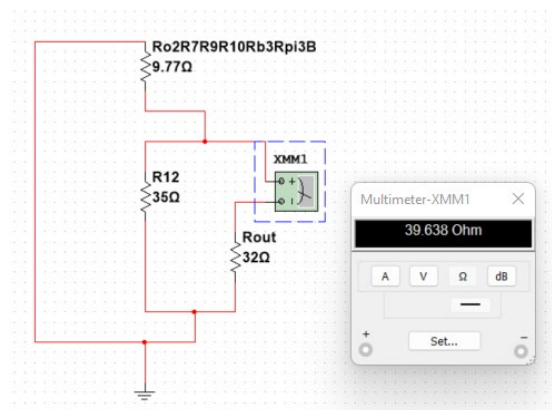 Ro2R7R9R10Rb3Rpi3B
9.77Ω
R12
35Ω
XMM1
+
Rout
32Ω
Multimeter-XMM1
39.638 Ohm
A V Ω dB
+ Set... -